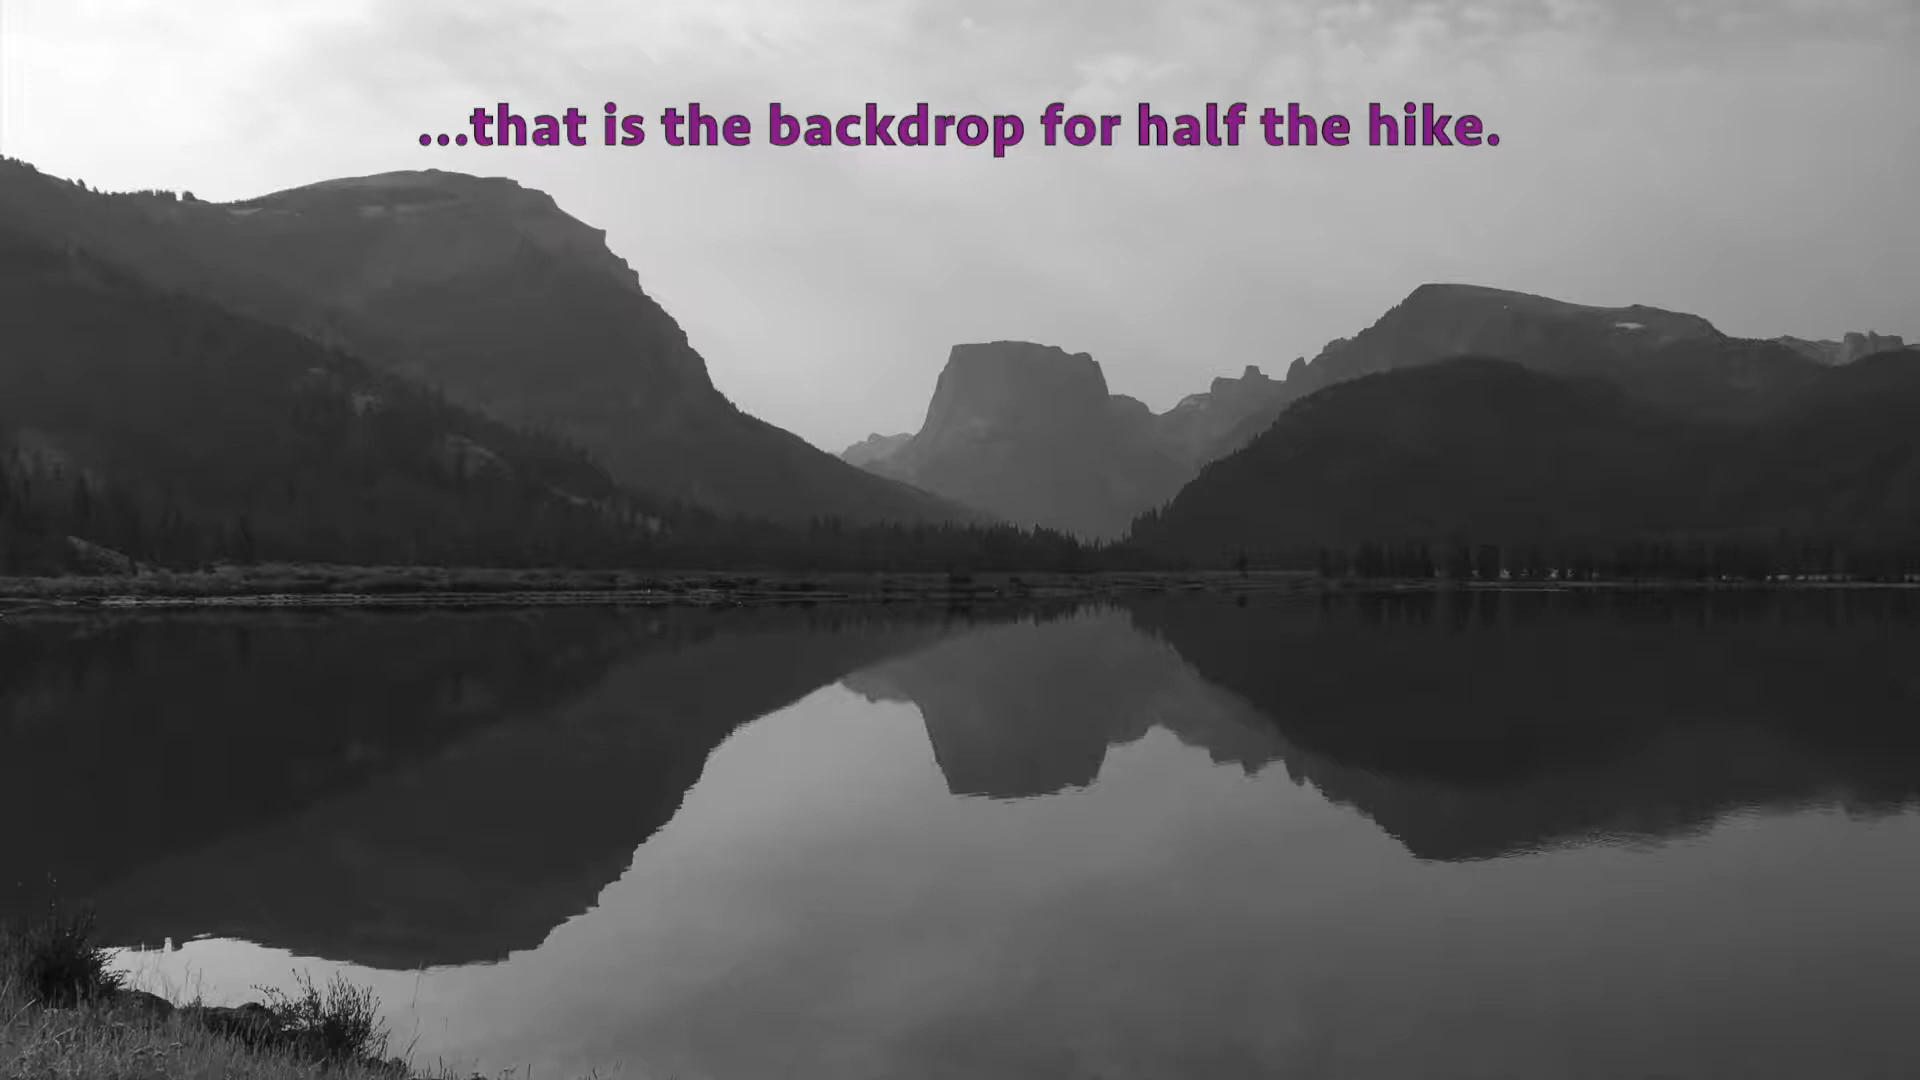 ...that is the backdrop for half the hike.